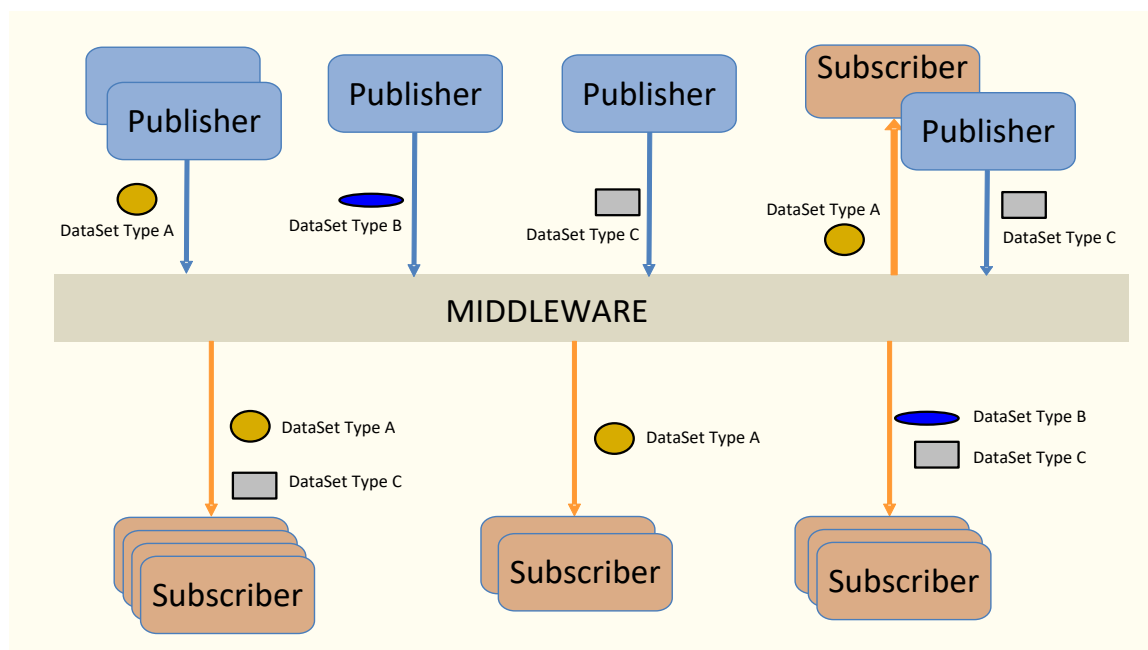 Publisher
Publisher
Publisher
Subscriber
Publisher
DataSet Type A
DataSet Type B
DataSet Type C
DataSet Type A
DataSet Type C
MIDDLEWARE
DataSet Type A
DataSet Type C
DataSet Type A
DataSet Type B
DataSet Type C
Subscriber
Subscriber
Subscriber